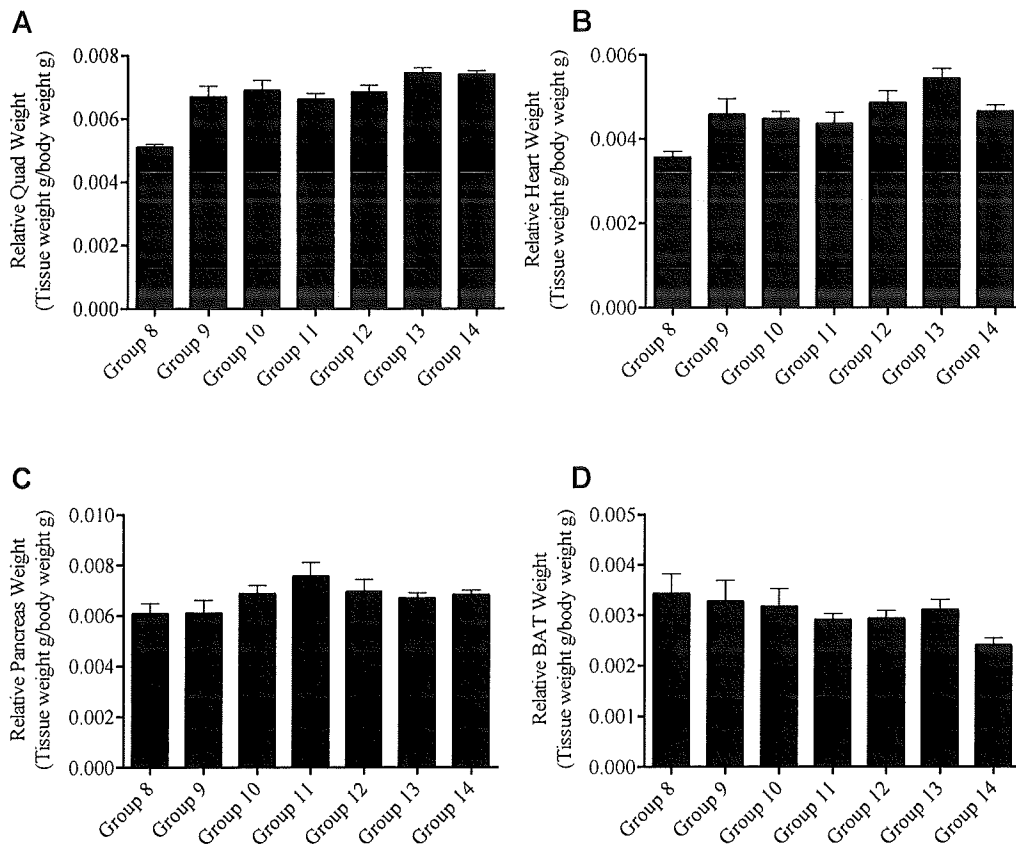 A
Relative Quad Weight
(Tissue weight g/body weight g)
0.008
0.006
0.004
0.002
0.000
Group 8
Group 9
Group 10
Group 11
Group 12
Group 13
Group 14
B
Relative Heart Weight
(Tissue weight g/body weight g)
0.006
0.004
0.002
0.000
Group 8
Group 9
Group 10
Group 11
Group 12
Group 13
Group 14
C
Relative Pancreas Weight
(Tissue weight g/body weight g)
0.010
0.008
0.006
0.004
0.002
0.000
Group 8
Group 9
Group 10
Group 11
Group 12
Group 13
Group 14
D
Relative BAT Weight
(Tissue weight g/body weight g)
0.005
0.004
0.003
0.002
0.001
0.000
Group 8
Group 9
Group 10
Group 11
Group 12
Group 13
Group 14